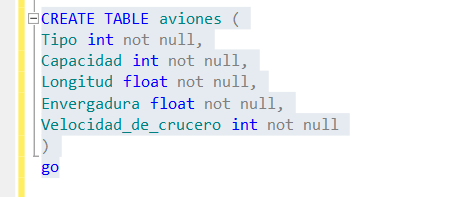 CREATE TABLE aviones (
Tipo int not null,
Capacidad int not null,
Longitud float not null,
Envergadura float not null,
Velocidad_de_crucero int not null
)
go